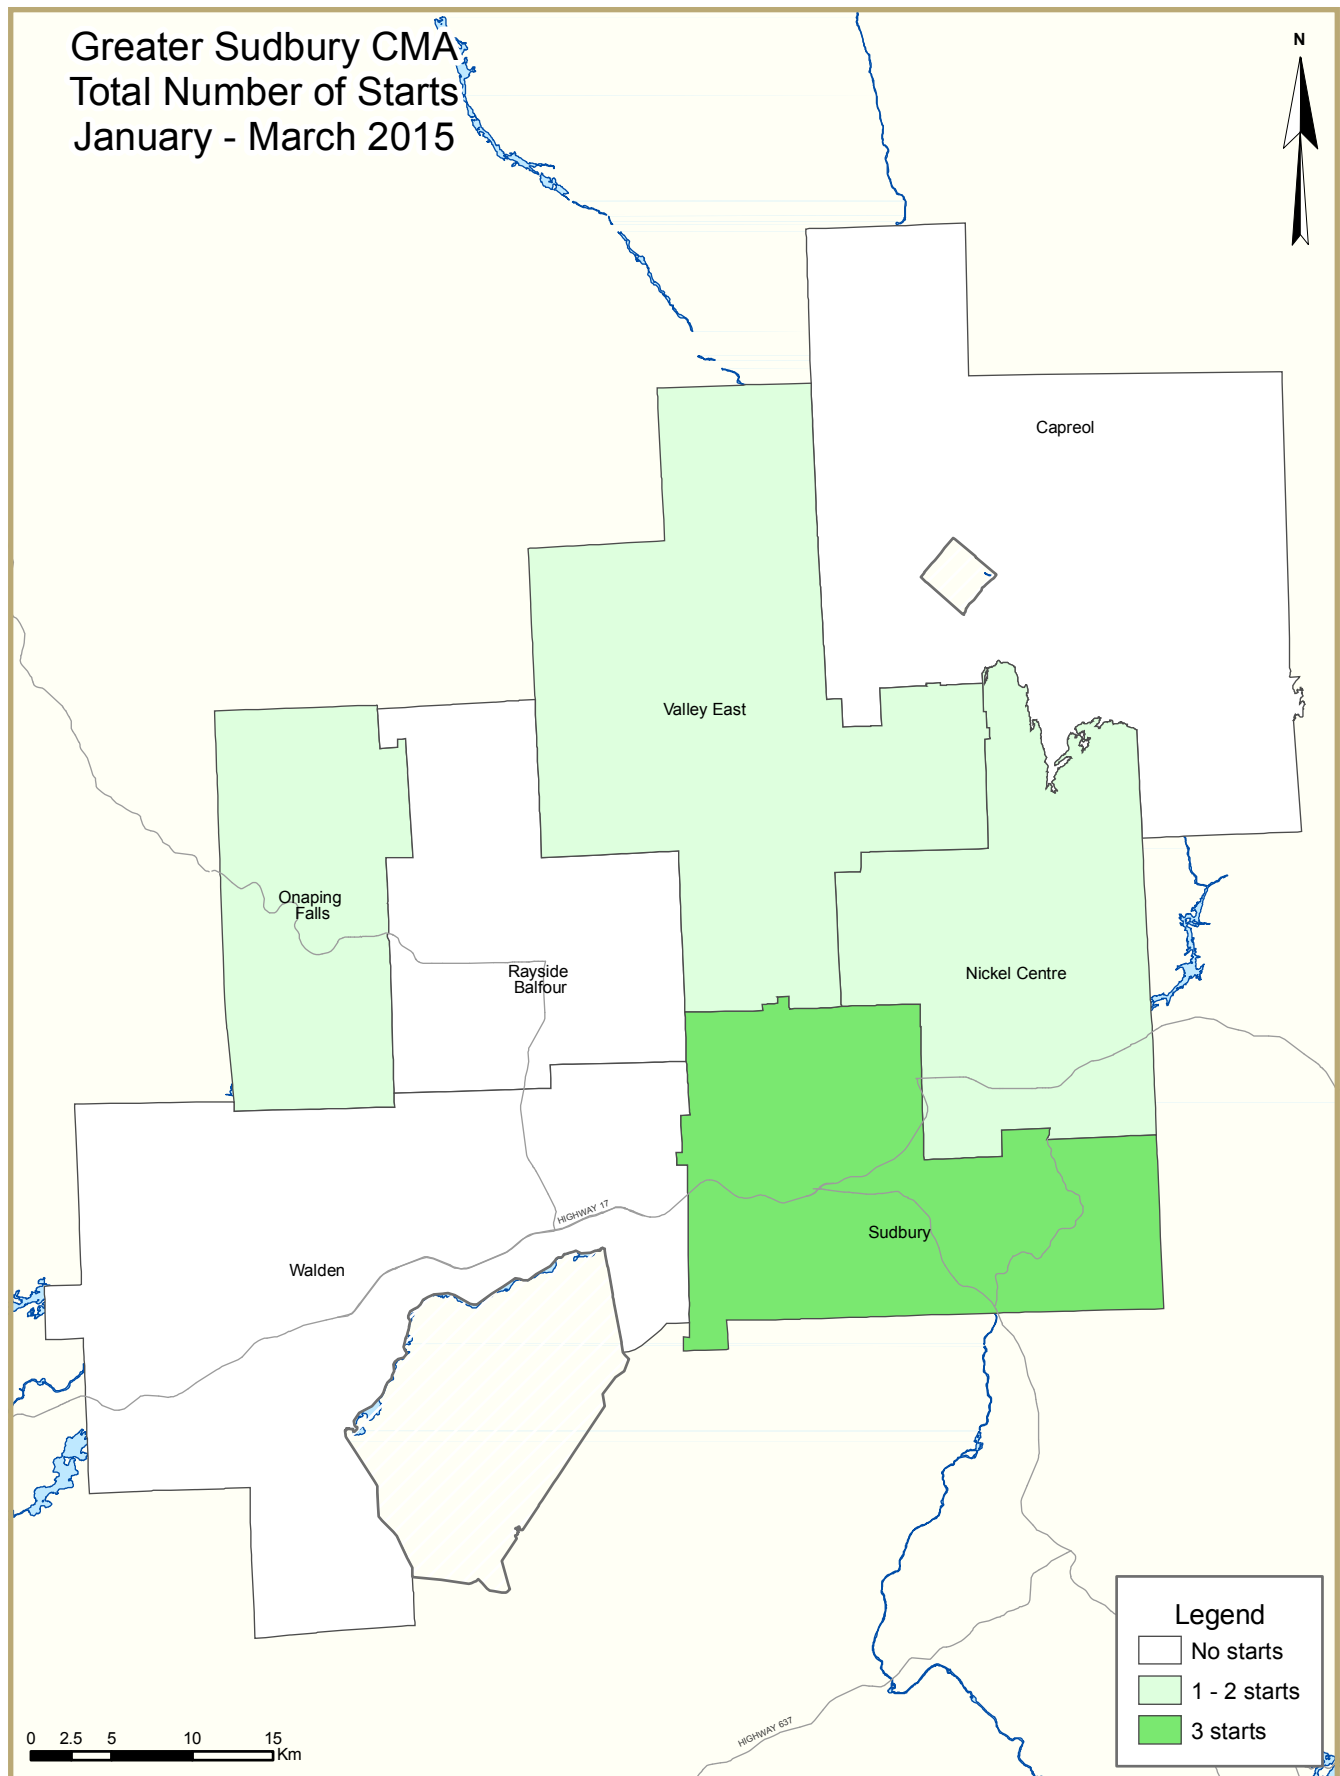 Greater Sudbury CMA
Total Number of Starts
January - March 2015
N
Capreol
Valley East
Onaping
Falls
Rayside
Balfour
Nickel Centre
HIGHWAY 17
Sudbury
Walden
HIGHWAY 637
Legend
No starts
1 - 2 starts
3 starts
0 2.5 5 10 15
Km